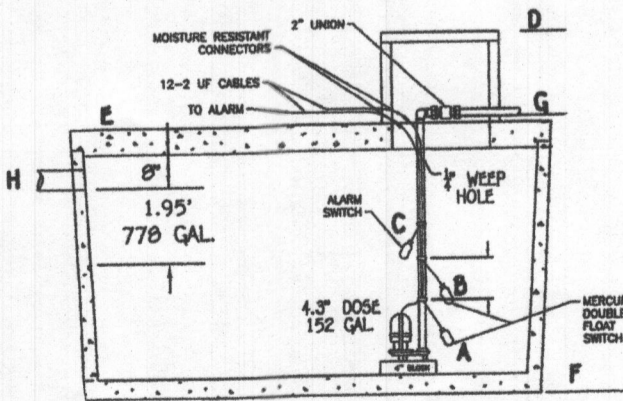 2" UNION
D
MOISTURE RESISTANT
CONNECTORS
12-2 UF CABLES
TO ALARM
E
G
H
8"
1.95'
778 GAL.
1/4" WEEP
HOLE
ALARM
SWITCH
C
B
4.3" DOSE
152 GAL.
MERCUR
DOUBLE
FLOAT
SWITCH
A
4" BLOCK
F